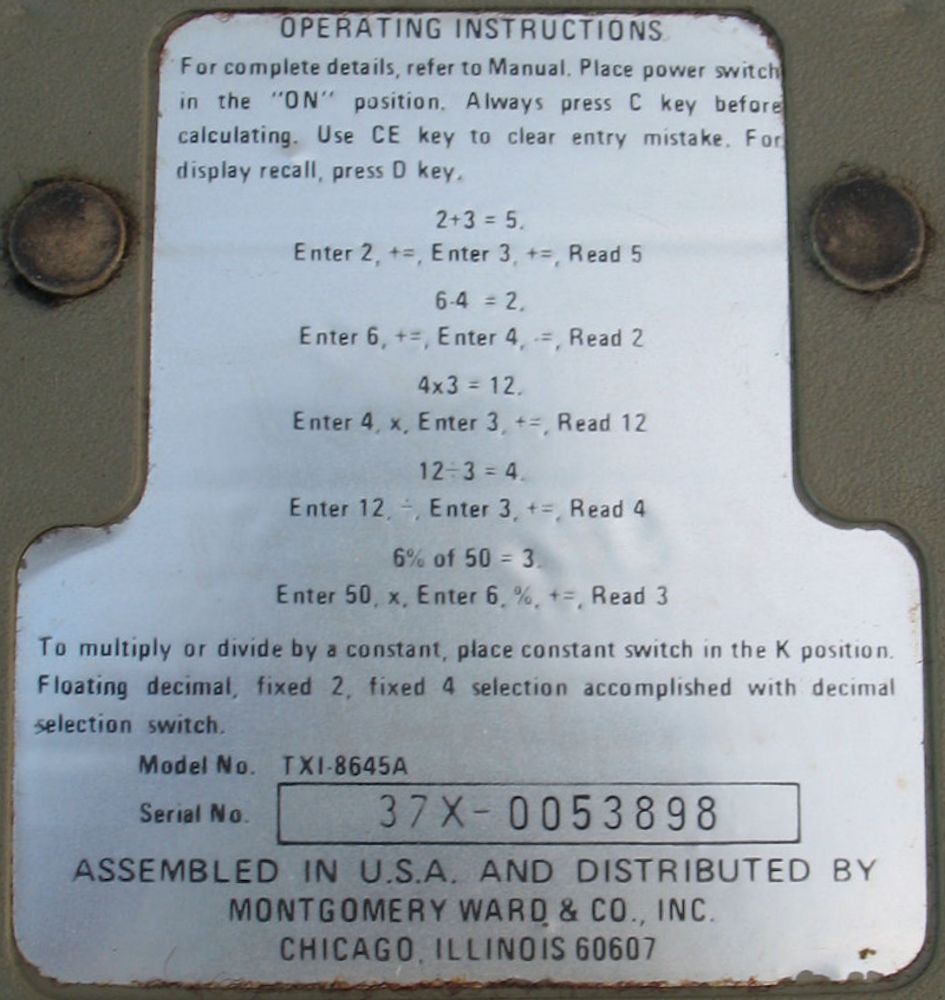 OPERATING INSTRUCTIONS
For complete details, refer to Manual. Place power switch
in the "ON" position. Always press C key before
calculating. Use CE key to clear entry mistake. For
display recall, press D key.
2+3 = 5.
Enter 2, +=, Enter 3, +=, Read 5
6-4 = 2.
Enter 6, +=, Enter 4, -=, Read 2
4x3 = 12.
Enter 4, x, Enter 3, +=, Read 12
12÷3 = 4.
Enter 12, ÷, Enter 3, +=, Read 4
6% of 50 = 3.
Enter 50, x, Enter 6, %, +=, Read 3
To multiply or divide by a constant, place constant switch in the K position.
Floating decimal, fixed 2, fixed 4 selection accomplished with decimal
selection switch.
Model No. TXI-8645A
Serial No. 37X-0053898
ASSEMBLED IN U.S.A. AND DISTRIBUTED BY
MONTGOMERY WARD & CO., INC.
CHICAGO, ILLINOIS 60607